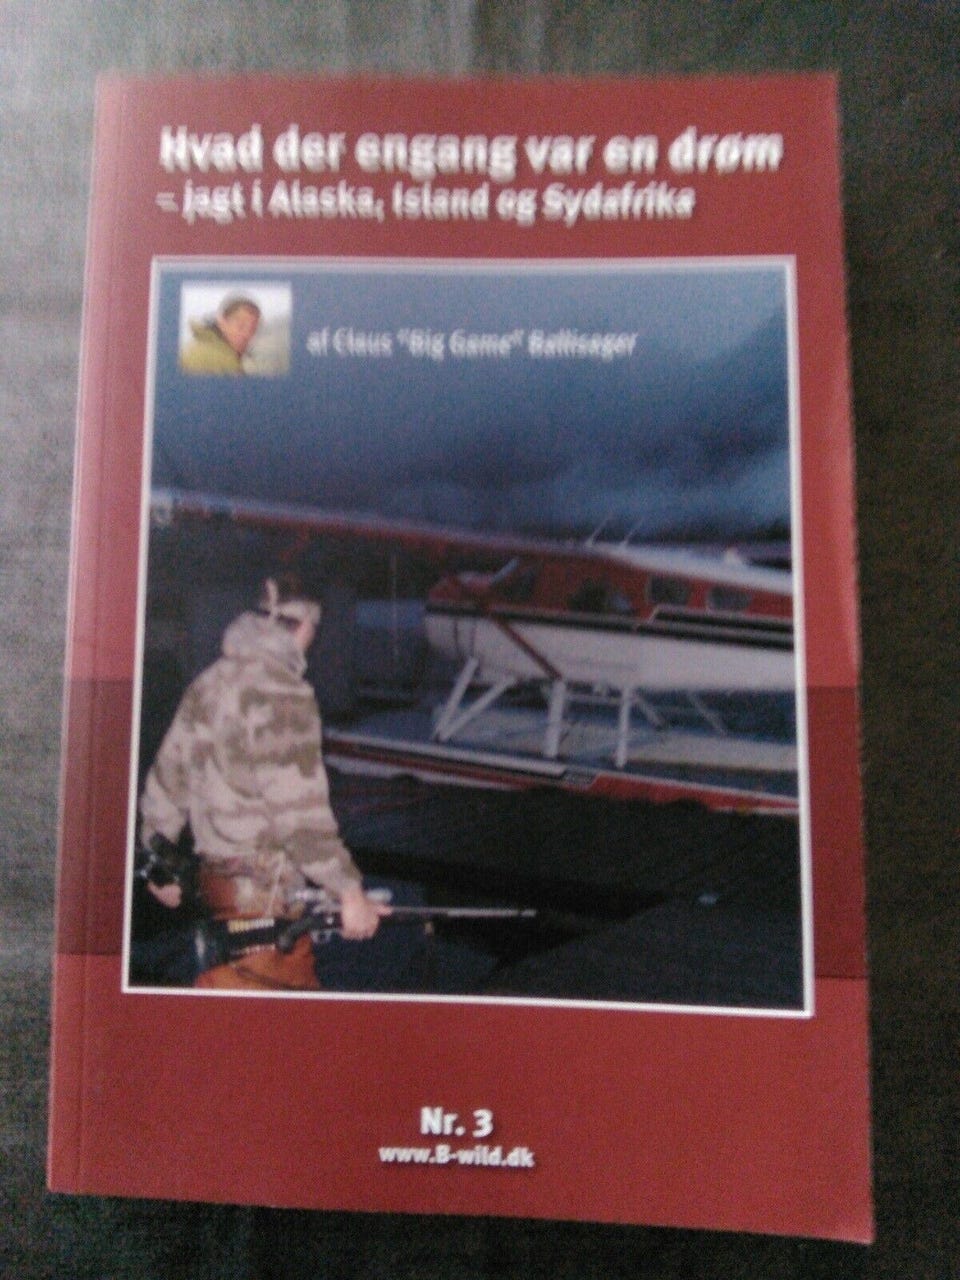 Hvad der engang var en drøm
- jagt i Alaska, Island og Sydafrika
af Claus "Big Game" Ballisager
Nr. 3
www.B-wild.dk